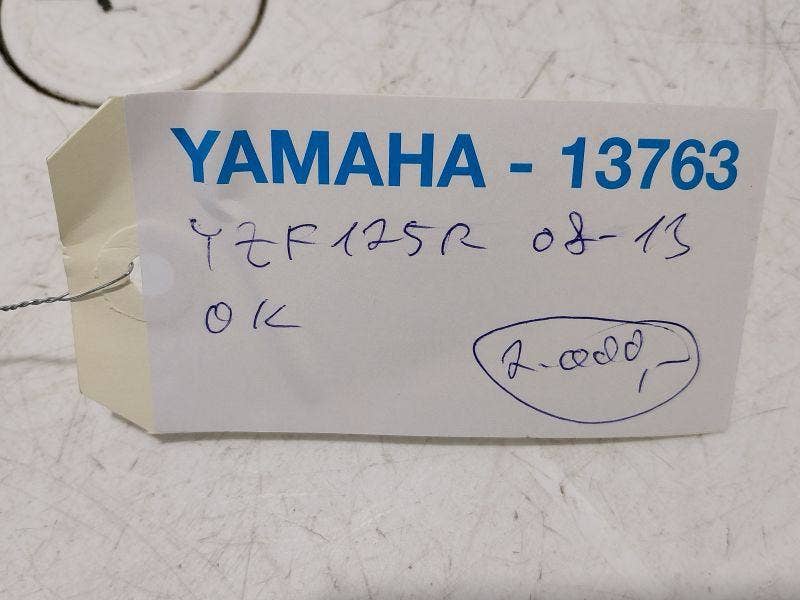 YAMAHA - 13763
YZF125R 08-13
OK
2.000,-